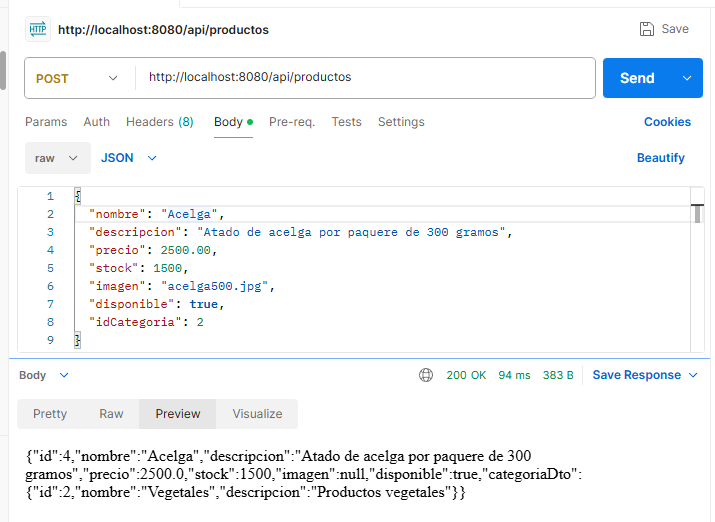 HTTP http://localhost:8080/api/productos Save
POST http://localhost:8080/api/productos Send
Params Auth Headers (8) Body Pre-req. Tests Settings Cookies
raw JSON Beautify
1 {
2 "nombre": "Acelga",
3 "descripcion": "Atado de acelga por paquere de 300 gramos",
4 "precio": 2500.00,
5 "stock": 1500,
6 "imagen": "acelga500.jpg",
7 "disponible": true,
8 "idCategoria": 2
9 }
Body 200 OK 94 ms 383 B Save Response
Pretty Raw Preview Visualize
{"id":4,"nombre":"Acelga","descripcion":"Atado de acelga por paquere de 300
gramos","precio":2500.0,"stock":1500,"imagen":null,"disponible":true,"categoriaDto":
{"id":2,"nombre":"Vegetales","descripcion":"Productos vegetales"}}